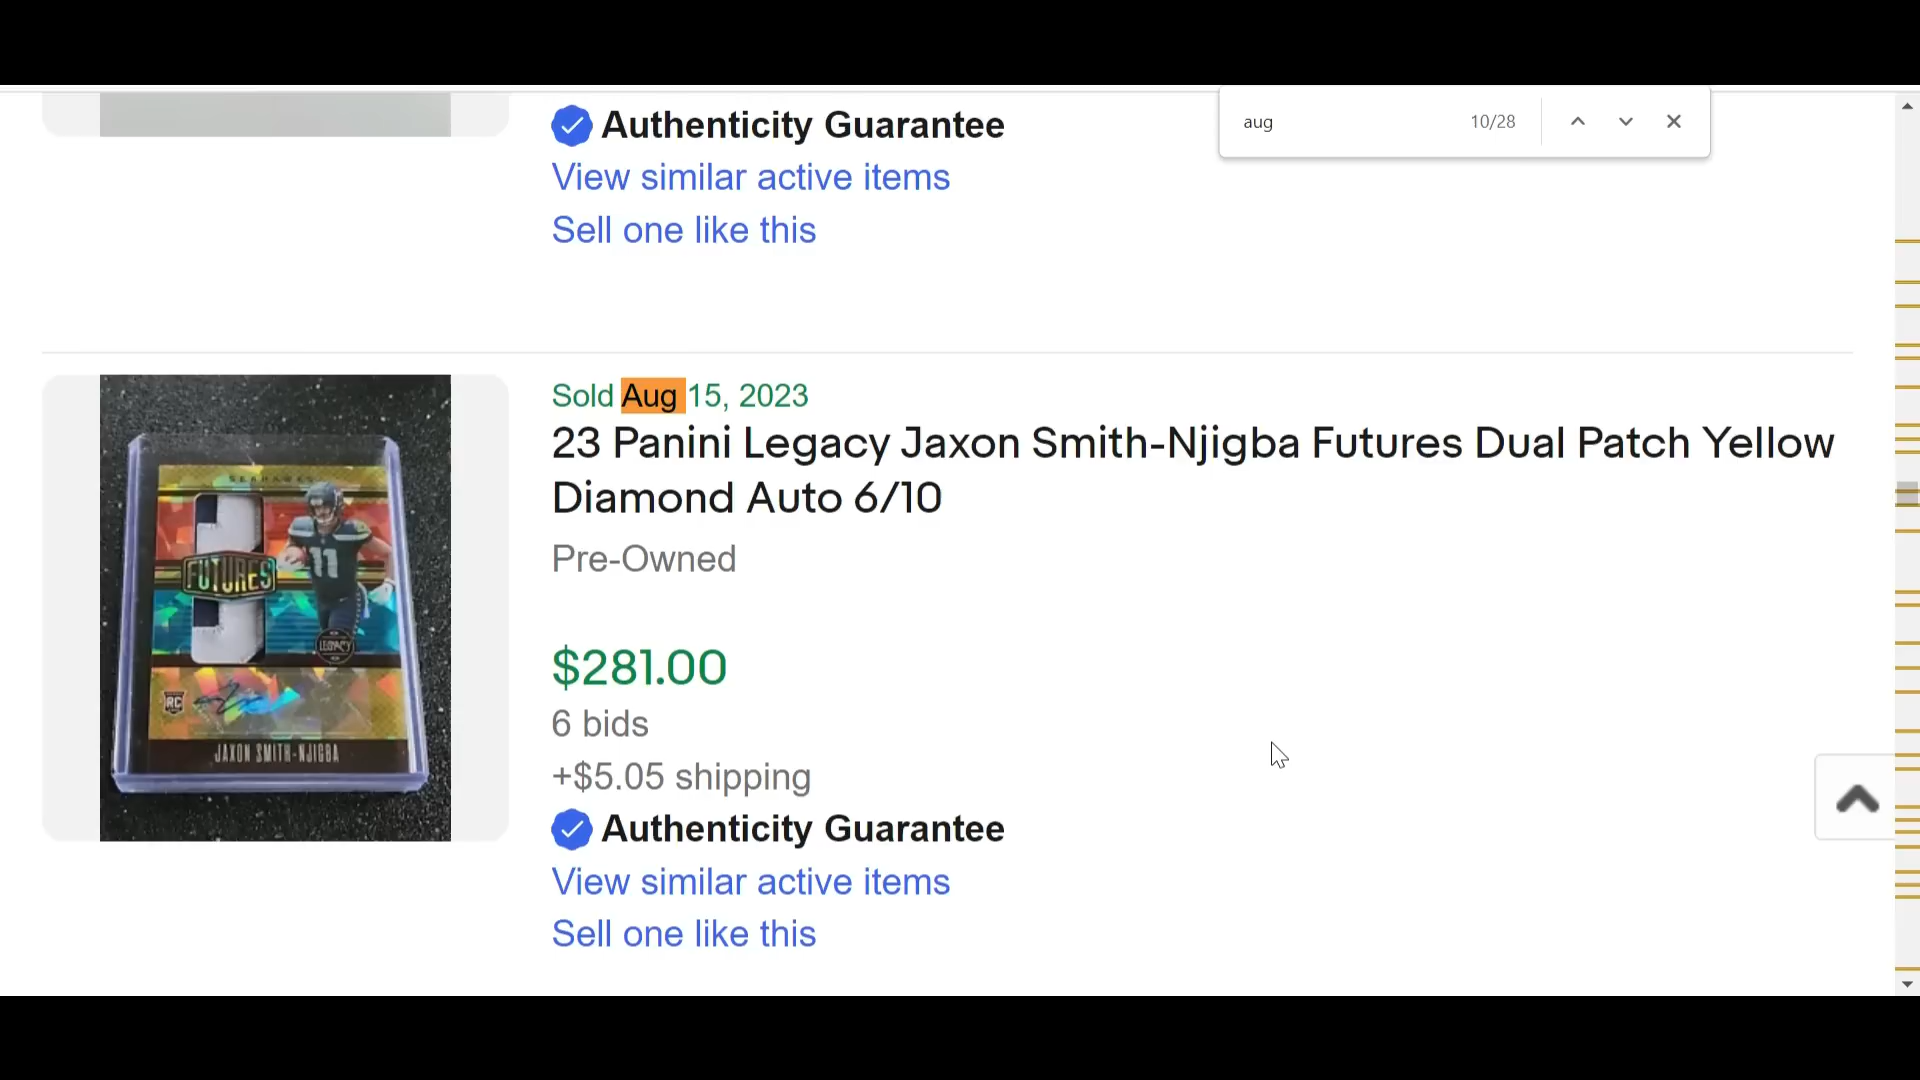 Authenticity Guarantee
View similar active items
Sell one like this
aug
10/28
Sold Aug 15, 2023
23 Panini Legacy Jaxon Smith-Njigba Futures Dual Patch Yellow
Diamond Auto 6/10
Pre-Owned
$281.00
6 bids
+$5.05 shipping
Authenticity Guarantee
View similar active items
Sell one like this
SEAHAWKS
11
FUTURES
LEGACY
RC
JAXON SMITH-NJIGBA